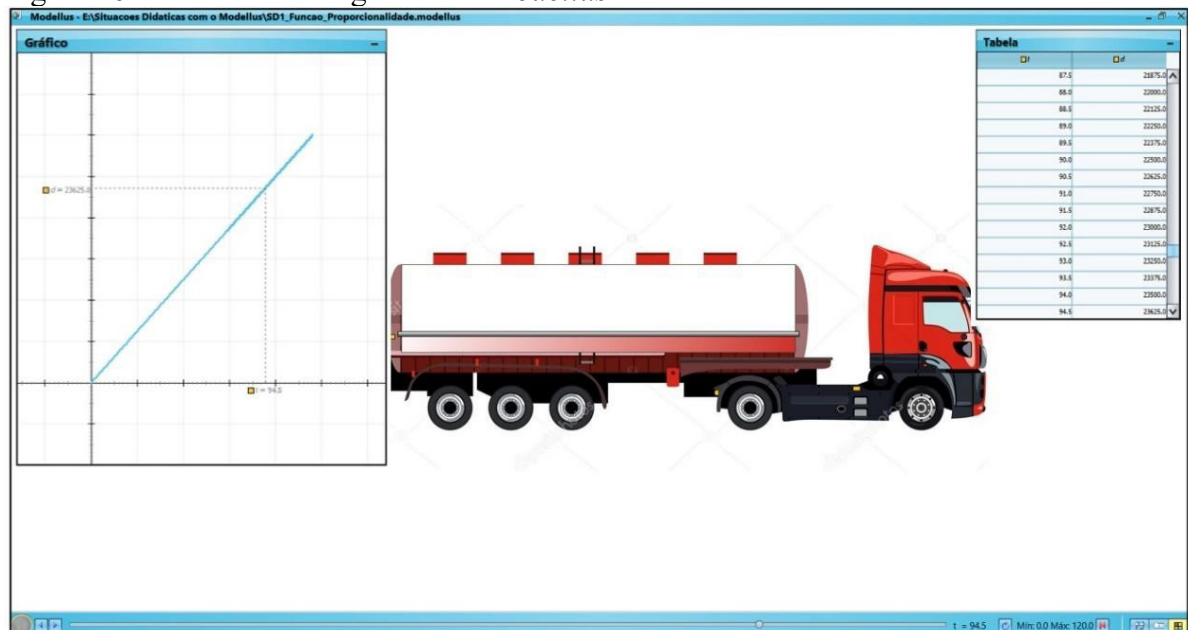 Modellus - E:\Situacoes Didaticas com o Modellus\SD1_Funcao_Proporcionalidade.modellus
Gráfico
d = 23625.0
t = 94.5
Tabela
t d
87.5 21875.0
88.0 22000.0
88.5 22125.0
89.0 22250.0
89.5 22375.0
90.0 22500.0
90.5 22625.0
91.0 22750.0
91.5 22875.0
92.0 23000.0
92.5 23125.0
93.0 23250.0
93.5 23375.0
94.0 23500.0
94.5 23625.0
t = 94.5 Mín: 0.0 Máx: 120.0